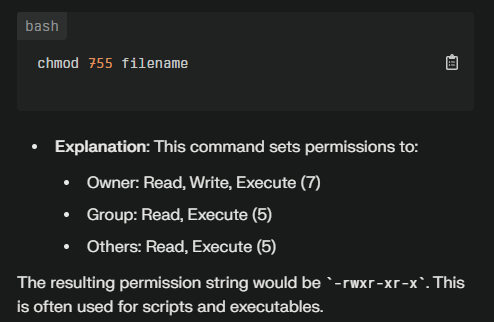 bash
chmod 755 filename
• Explanation: This command sets permissions to:
• Owner: Read, Write, Execute (7)
• Group: Read, Execute (5)
• Others: Read, Execute (5)
The resulting permission string would be `-rwxr-xr-x`. This
is often used for scripts and executables.